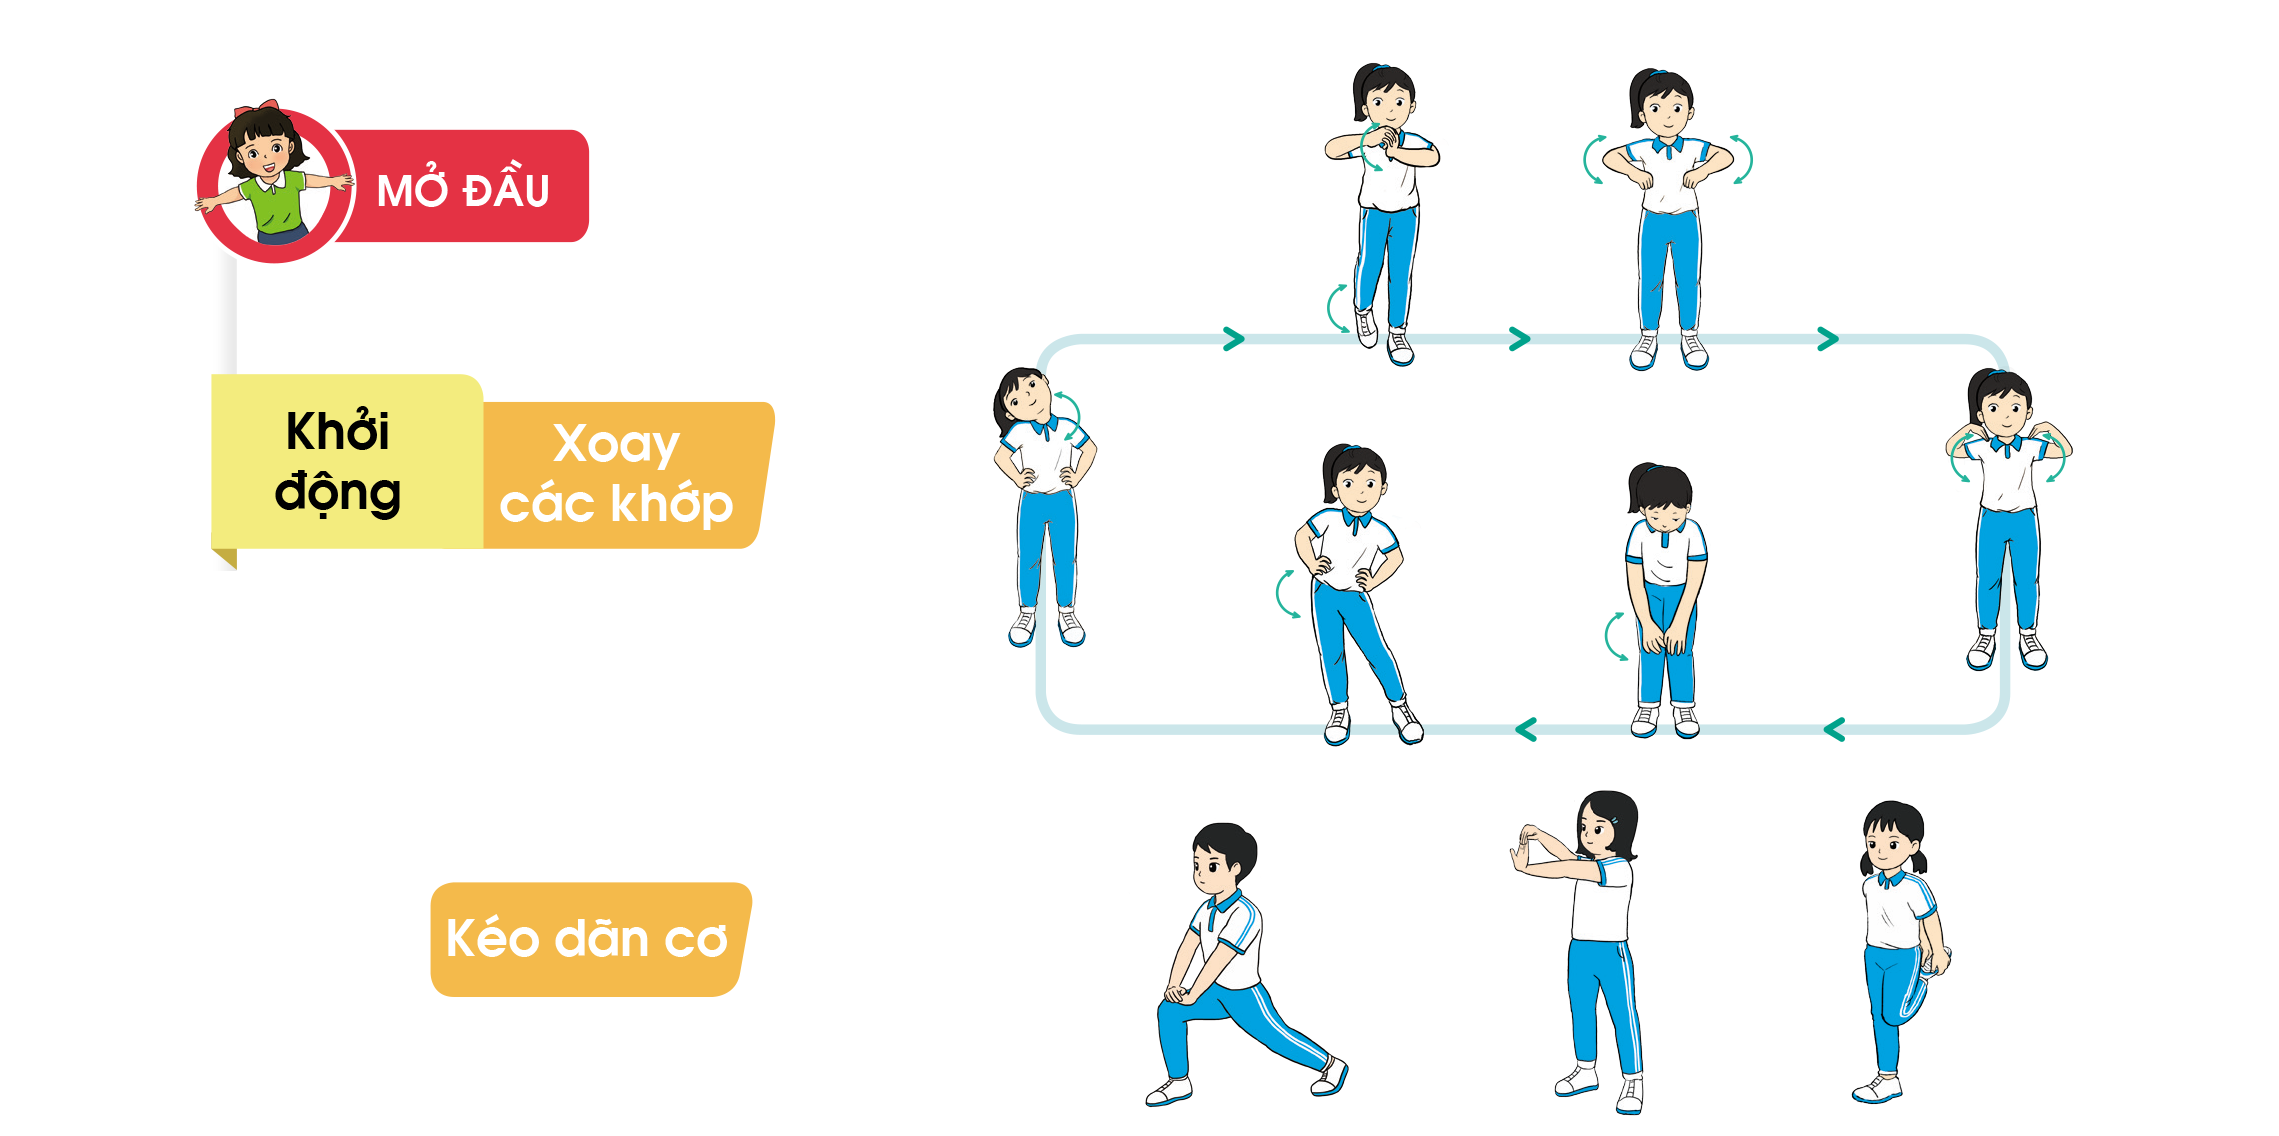 MỞ ĐẦU
Khởi
động
Xoay
các khớp
Kéo dãn cơ